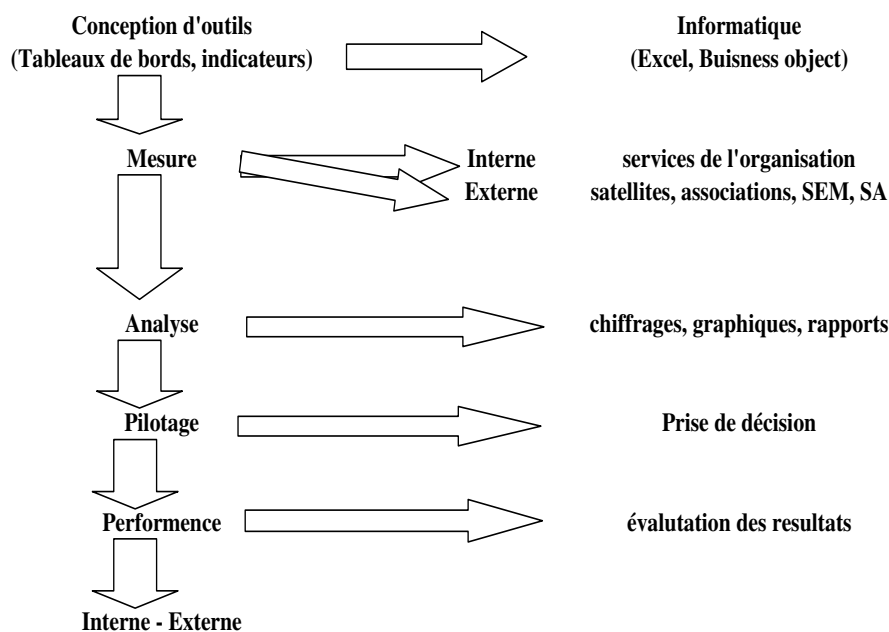 Conception d'outils
(Tableaux de bords, indicateurs)
Informatique
(Excel, Buisness object)
Mesure
Interne
services de l'organisation
Externe
satellites, associations, SEM, SA
Analyse
chiffrages, graphiques, rapports
Pilotage
Prise de décision
Performence
évalutation des resultats
Interne - Externe